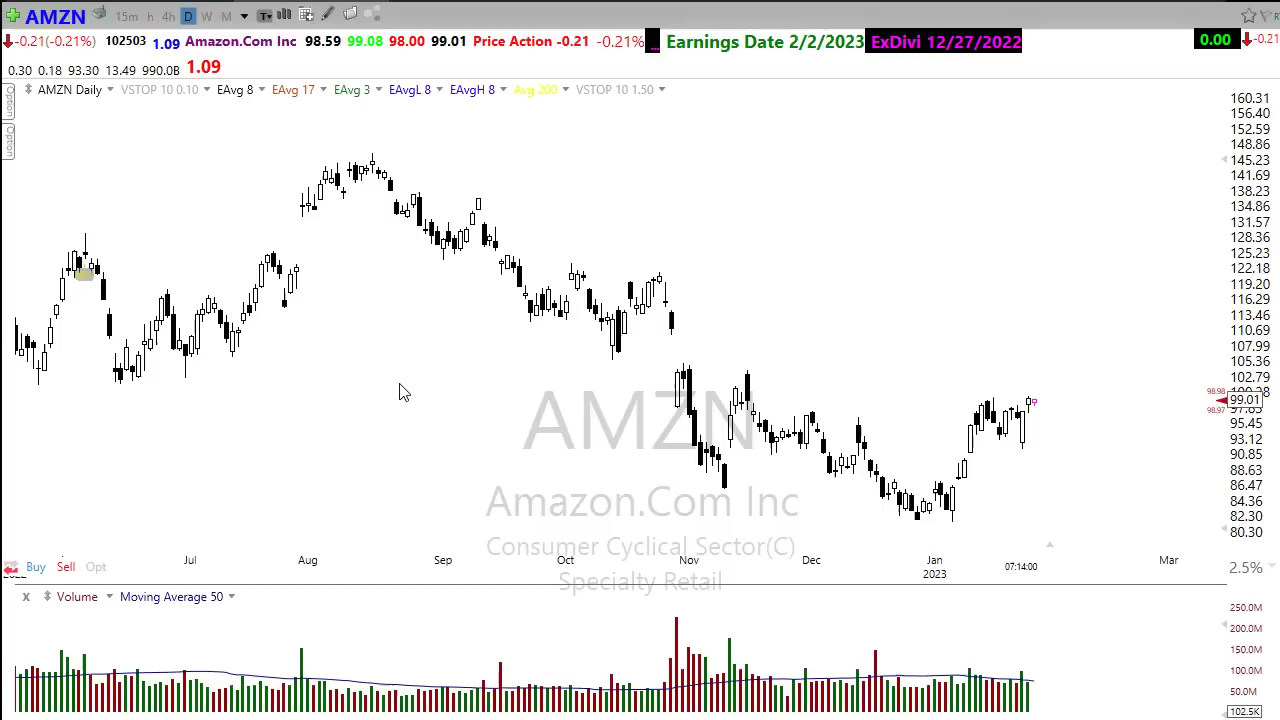 AMZN 15m h 4h D W M T
-0.21(-0.21%) 102503 1.09 Amazon.Com Inc 98.59 99.08 98.00 99.01 Price Action -0.21 -0.21% ... Earnings Date 2/2/2023 ExDivi 12/27/2022 0.00 -0.21
0.30 0.18 93.30 13.49 990.0B 1.09
AMZN Daily VSTOP 10 0.10 EAvg 8 EAvg 17 EAvg 3 EAvgL 8 EAvgH 8 Avg 200 VSTOP 10 1.50
Option
Option
160.31
156.40
152.59
148.86
145.23
141.69
138.23
134.86
131.57
128.36
125.23
122.18
119.20
116.29
113.46
110.69
107.99
105.36
102.79
98.98
99.01
98.97
95.45
93.12
90.85
88.63
86.47
84.36
82.30
80.30
AMZN
Amazon.Com Inc
Consumer Cyclical Sector(C)
Specialty Retail
Jul Aug Sep Oct Nov Dec Jan Mar
2023 07:14:00
Buy Sell Opt 2.5%
x Volume Moving Average 50
250.0M
200.0M
150.0M
100.0M
50.0M
102.5K